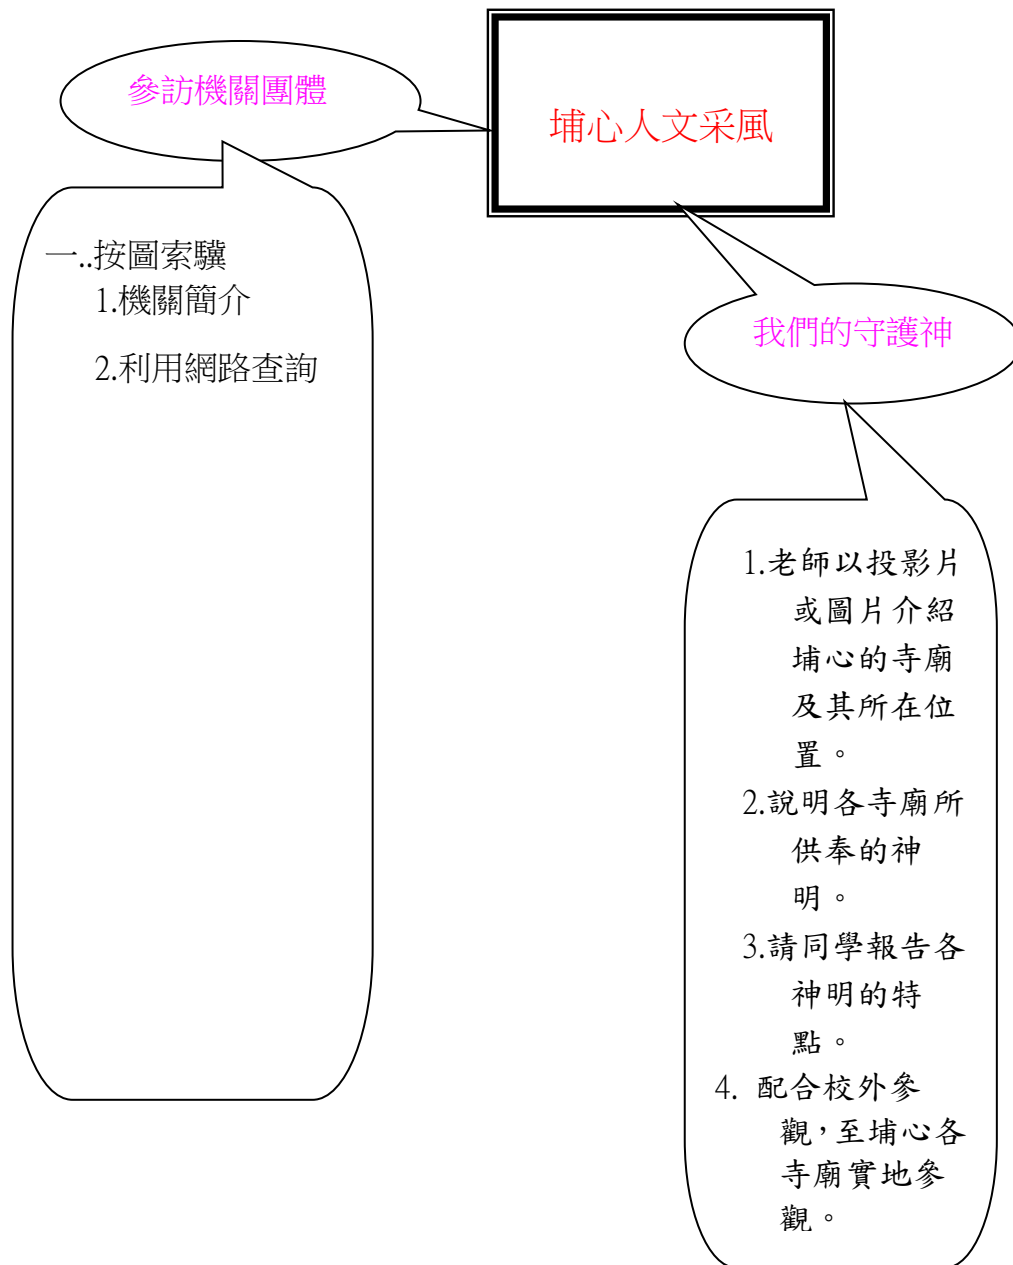 參訪機關團體
埔心人文采風
一..按圖索驥
1.機關簡介
2.利用網路查詢
我們的守護神
1.老師以投影片
或圖片介紹
埔心的寺廟
及其所在位
置。
2.說明各寺廟所
供奉的神
明。
3.請同學報告各
神明的特
點。
4. 配合校外參
觀，至埔心各
寺廟實地參
觀。